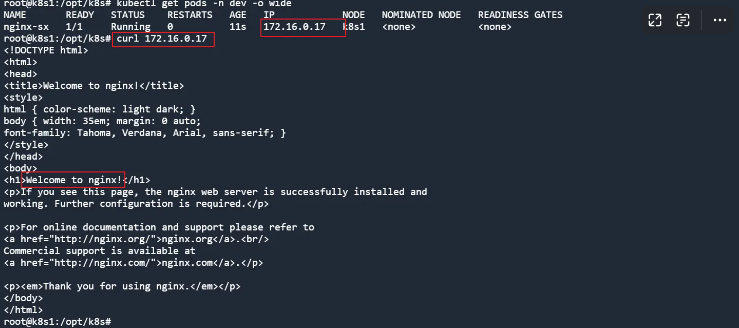 root@k8s1:/opt/k8s# kubectl get pods -n dev -o wide
NAME READY STATUS RESTARTS AGE IP NODE NOMINATED NODE READINESS GATES
nginx-sx 1/1 Running 0 11s 172.16.0.17 k8s1 <none> <none>
root@k8s1:/opt/k8s# curl 172.16.0.17
<!DOCTYPE html>
<html>
<head>
<title>Welcome to nginx!</title>
<style>
html { color-scheme: light dark; }
body { width: 35em; margin: 0 auto;
font-family: Tahoma, Verdana, Arial, sans-serif; }
</style>
</head>
<body>
<h1>Welcome to nginx!</h1>
<p>If you see this page, the nginx web server is successfully installed and
working. Further configuration is required.</p>
<p>For online documentation and support please refer to
<a href="http://nginx.org/">nginx.org</a>.<br/>
Commercial support is available at
<a href="http://nginx.com/">nginx.com</a>.</p>
<p><em>Thank you for using nginx.</em></p>
</body>
</html>
root@k8s1:/opt/k8s#